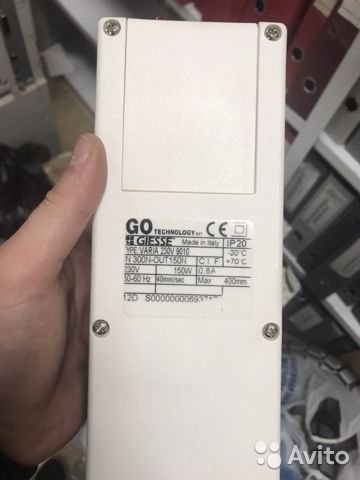 GO TECHNOLOGY srl CE
GIESSE Made in Italy IP20
YPE VARIA 230V 9010 -20°C
N 300N-OUT150N C I F +70°C
230V 150W 0,8A
50-60 Hz 40mm/sec Max 400mm
12D
Avito